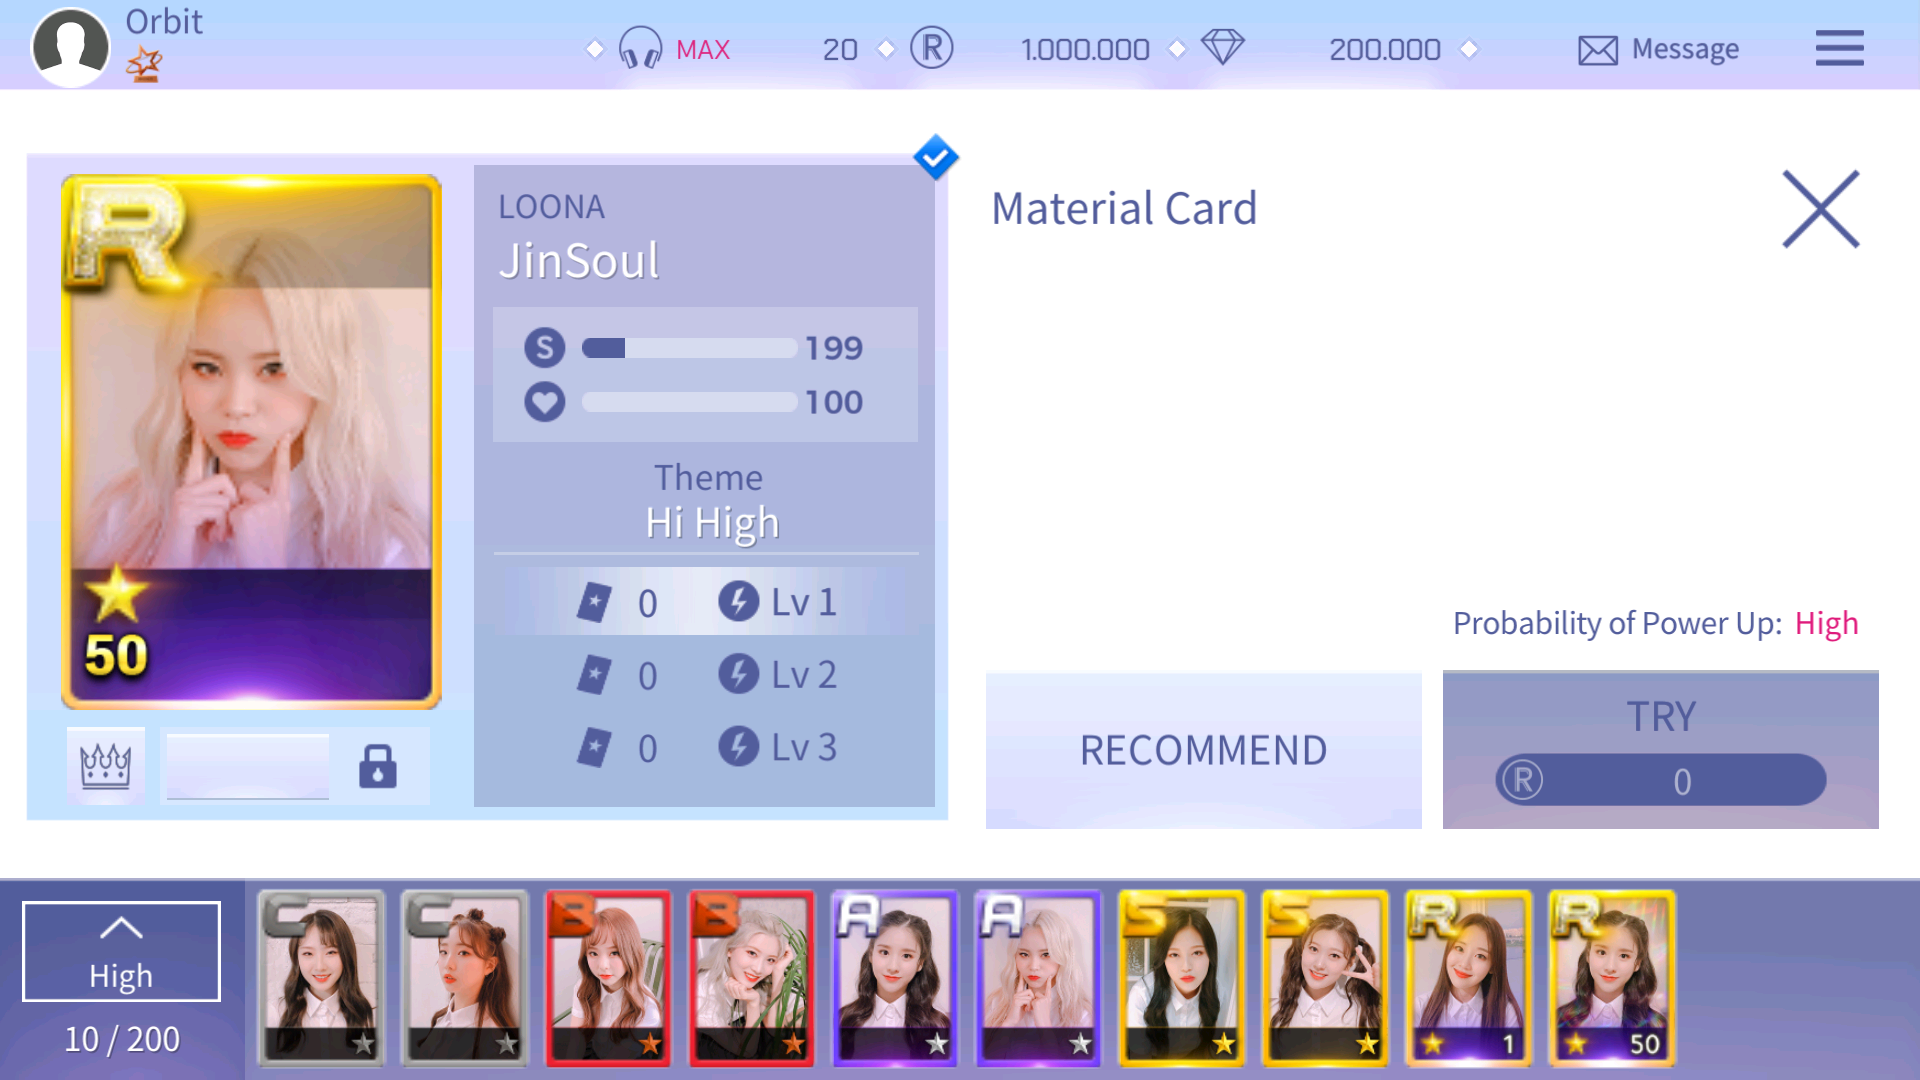 Orbit
MAX
20
R
1.000.000
200.000
Message
R
50
LOONA
JinSoul
S 199
100
Theme
Hi High
0 Lv 1
0 Lv 2
0 Lv 3
Material Card
Probability of Power Up: High
RECOMMEND
TRY
R 0
High
10 / 200
C
C
B
B
A
A
S
S
R
1
R
50